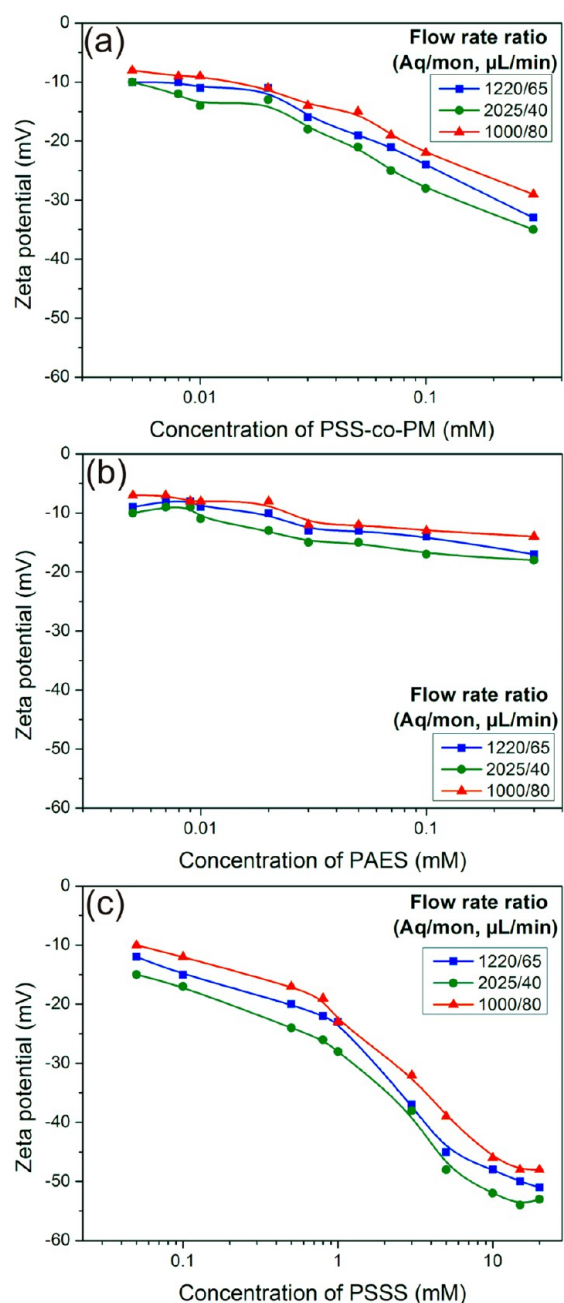 (a)
Flow rate ratio
(Aq/mon, µL/min)
1220/65
2025/40
1000/80
0
-10
-20
-30
-40
-50
-60
Zeta potential (mV)
0.01
0.1
Concentration of PSS-co-PM (mM)
(b)
0
-10
-20
-30
-40
-50
-60
Zeta potential (mV)
Flow rate ratio
(Aq/mon, µL/min)
1220/65
2025/40
1000/80
0.01
0.1
Concentration of PAES (mM)
(c)
Flow rate ratio
(Aq/mon, µL/min)
1220/65
2025/40
1000/80
0
-10
-20
-30
-40
-50
-60
Zeta potential (mV)
0.1
1
10
Concentration of PSSS (mM)